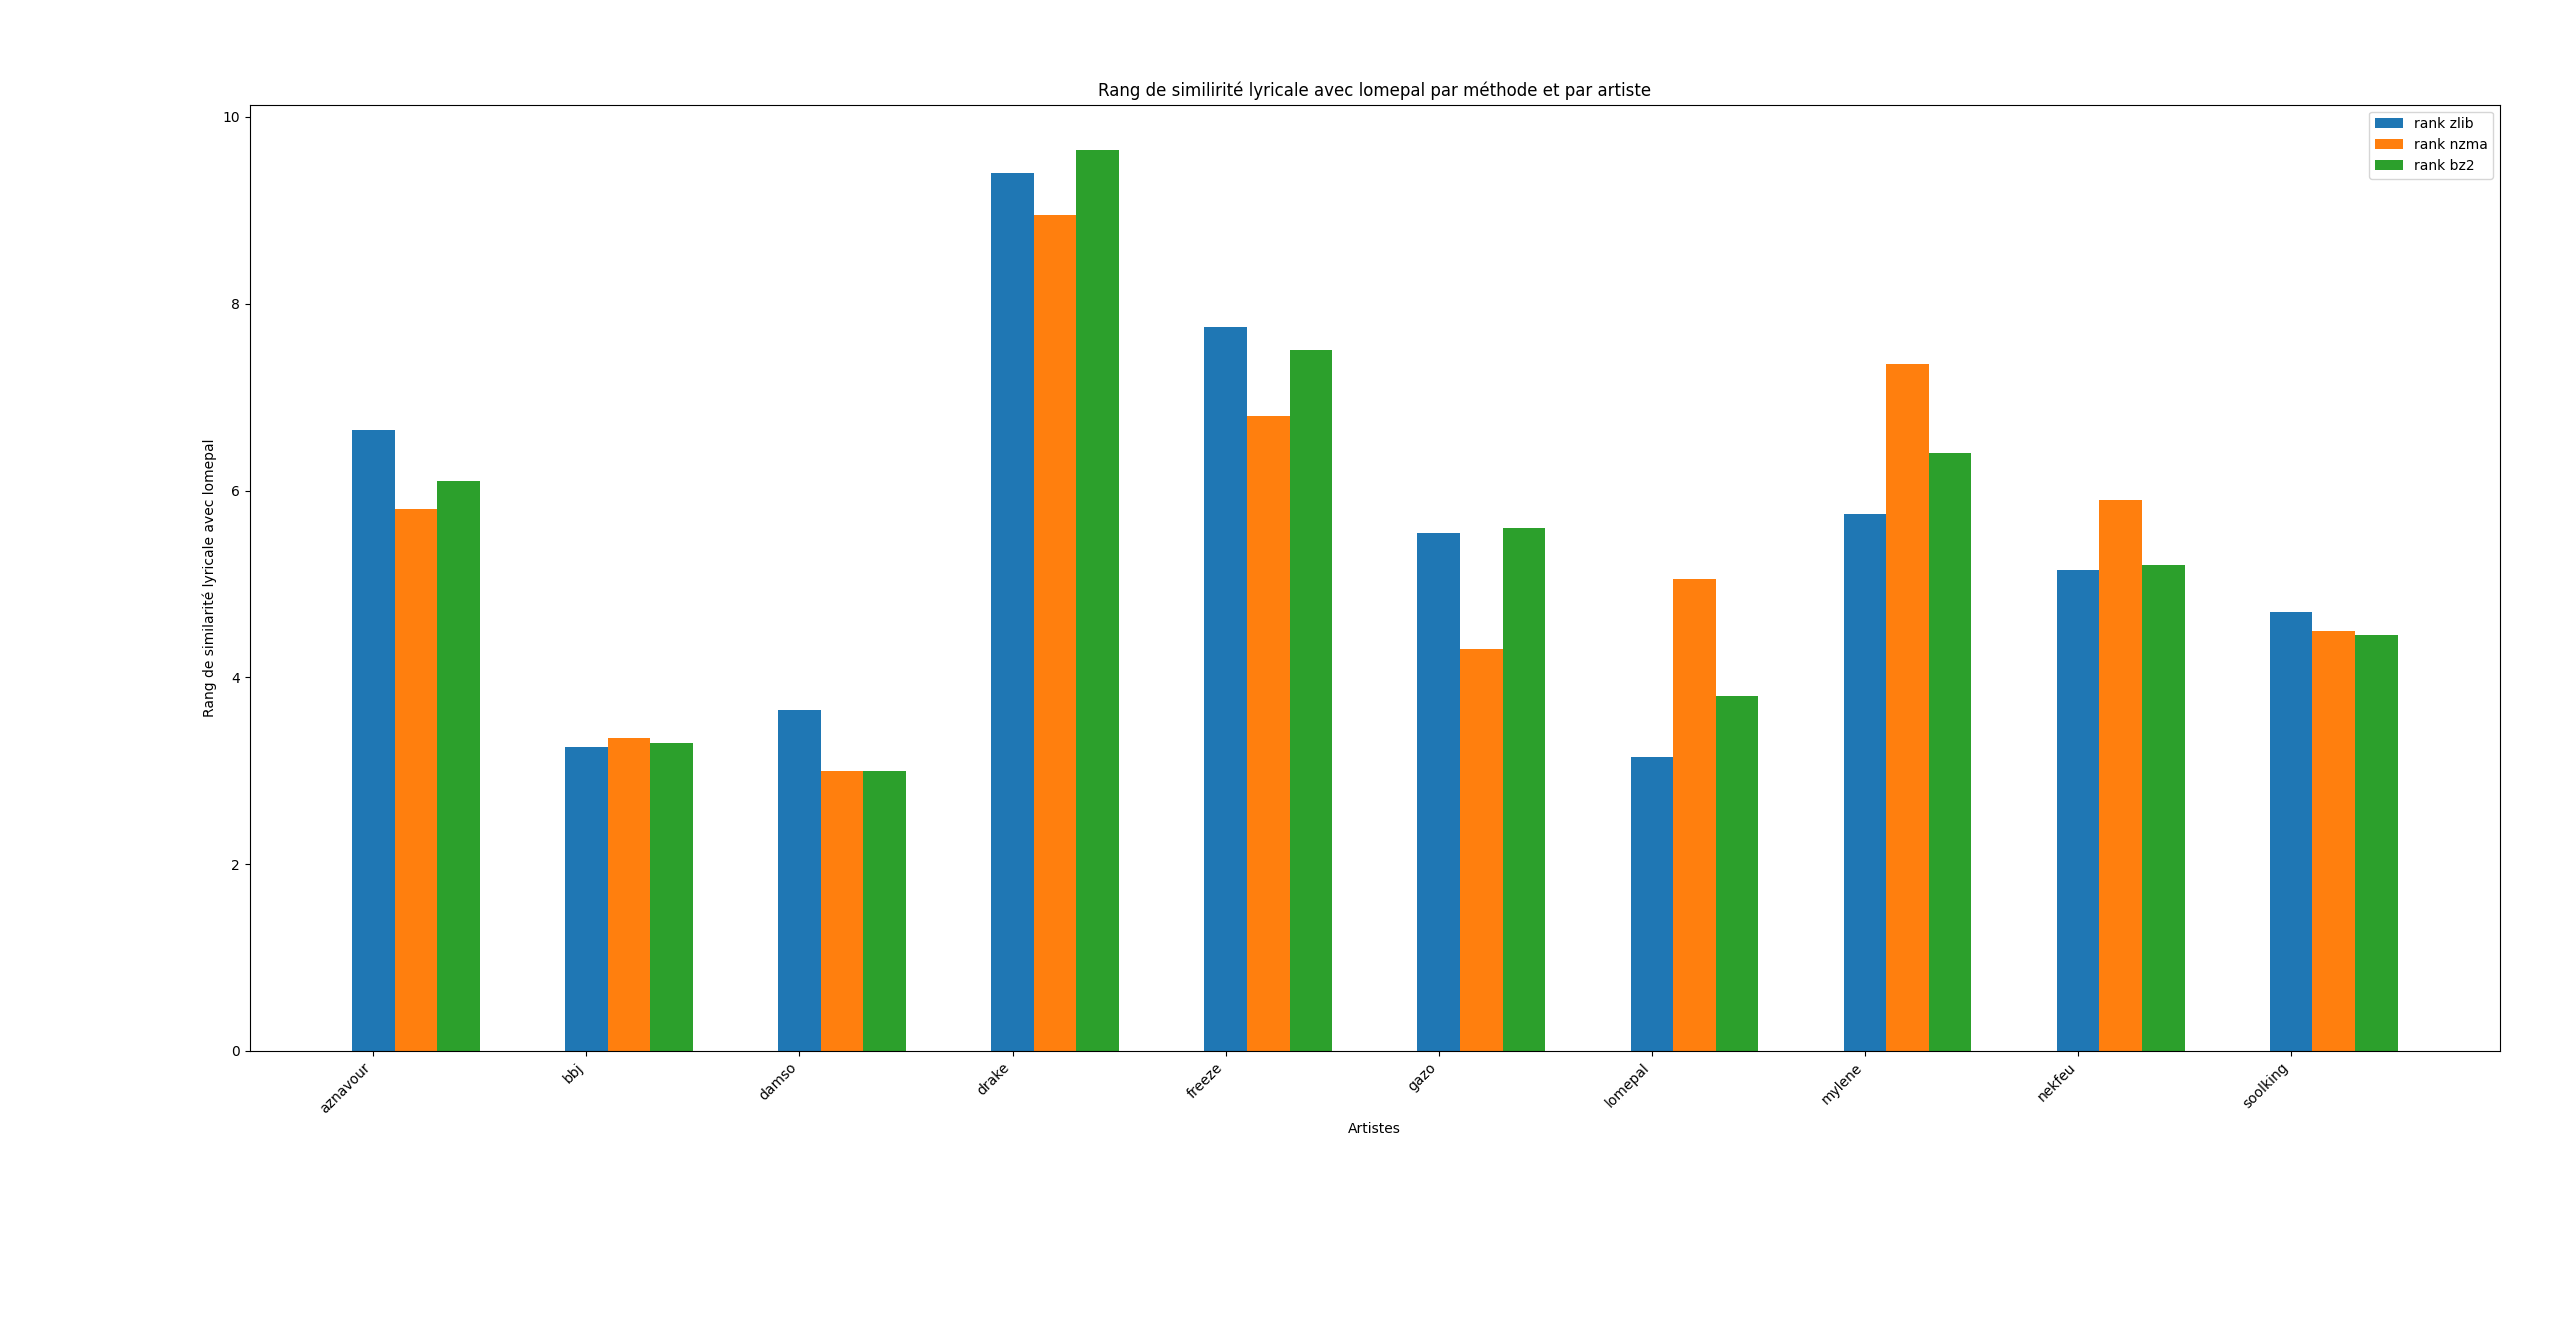 Rang de similirité lyricale avec lomepal par méthode et par artiste
rank zlib
rank nzma
rank bz2
Rang de similarité lyricale avec lomepal
10
8
6
4
2
0
aznavour
bbj
damso
drake
freeze
gazo
lomepal
mylene
nekfeu
soolking
Artistes